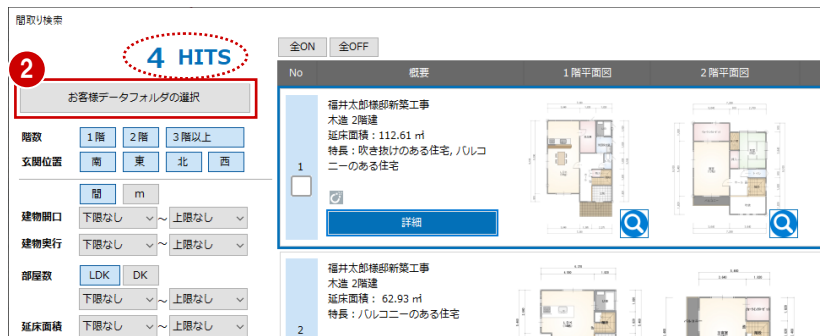 間取り検索
4 HITS
全ON 全OFF
2
お客様データフォルダの選択
No 概要 1階平面図 2階平面図
階数 1階 2階 3階以上
玄関位置 南 東 北 西
間 m
建物間口 下限なし ～ 上限なし
建物実行 下限なし ～ 上限なし
部屋数 LDK DK
下限なし ～ 上限なし
延床面積 下限なし ～ 上限なし
1
福井太郎様邸新築工事
木造 2階建
延床面積：112.61 ㎡
特長：吹き抜けのある住宅, バルコ
ニーのある住宅
詳細
2
福井太郎様邸新築工事
木造 2階建
延床面積： 62.93 ㎡
特長：バルコニーのある住宅